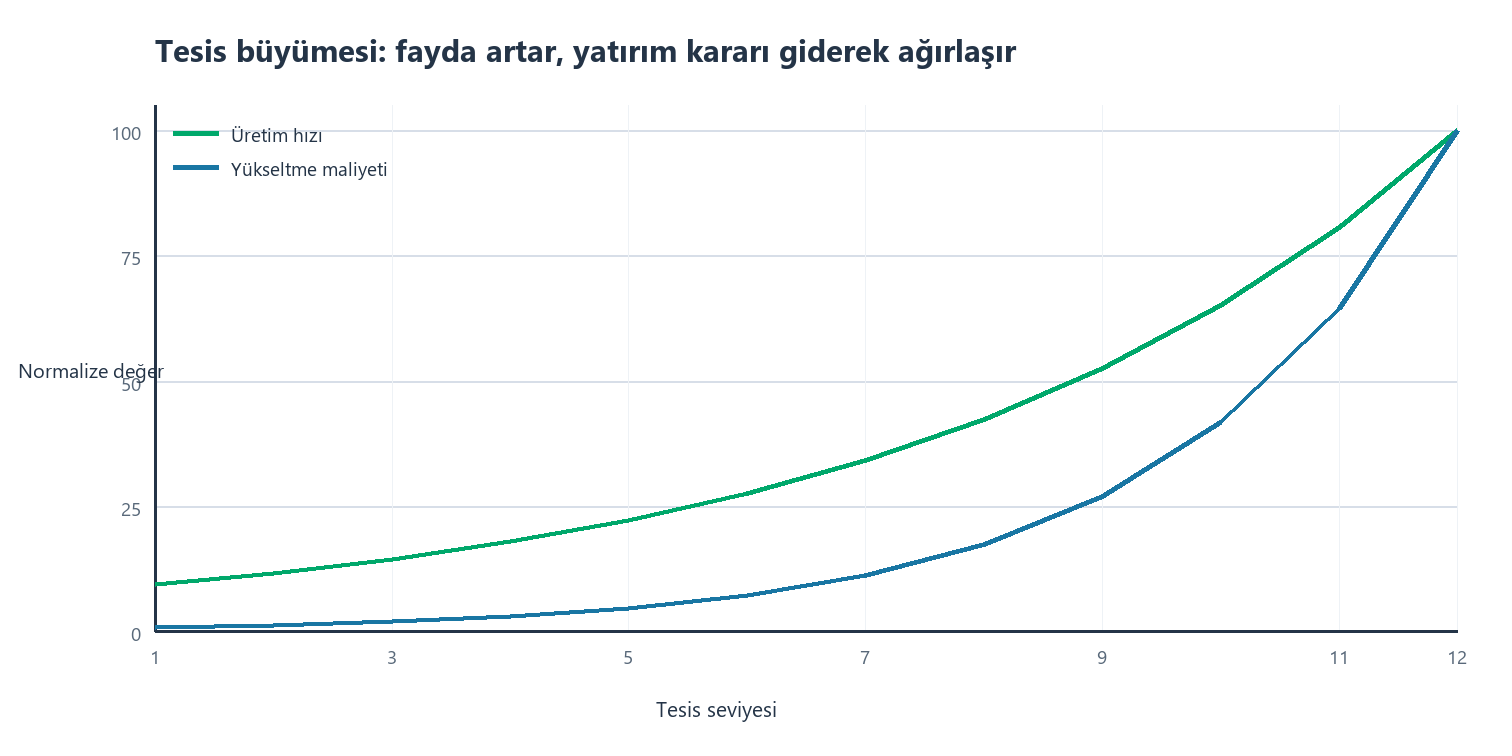 Tesis büyümesi: fayda artar, yatırım kararı giderek ağırlaşır
Üretim hızı
Yükseltme maliyeti
100
75
Normalize değer
50
25
0
1 3 5 7 9 11 12
Tesis seviyesi